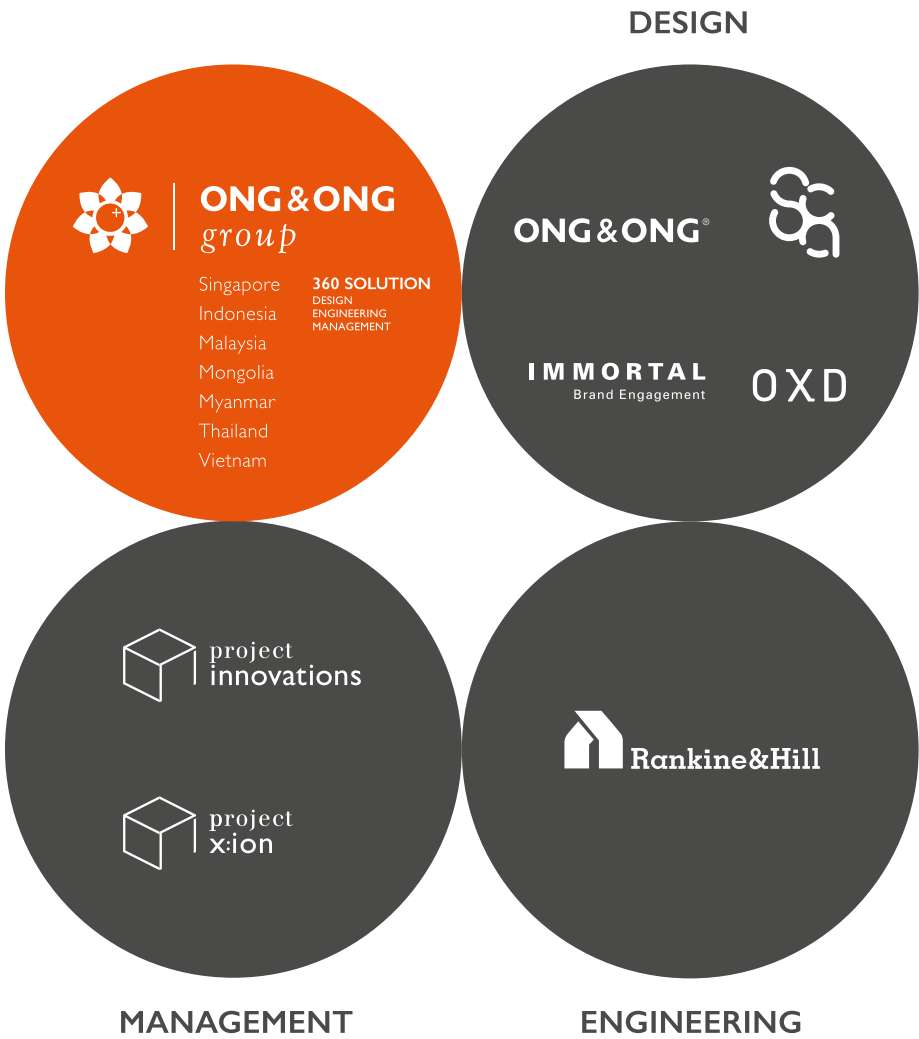 DESIGN
ONG&ONG
group
Singapore
Indonesia
Malaysia
Mongolia
Myanmar
Thailand
Vietnam
360 SOLUTION
DESIGN
ENGINEERING
MANAGEMENT
ONG&ONG®
sca
IMMORTAL
Brand Engagement
OXD
project
innovations
project
x:ion
Rankine&Hill
MANAGEMENT
ENGINEERING